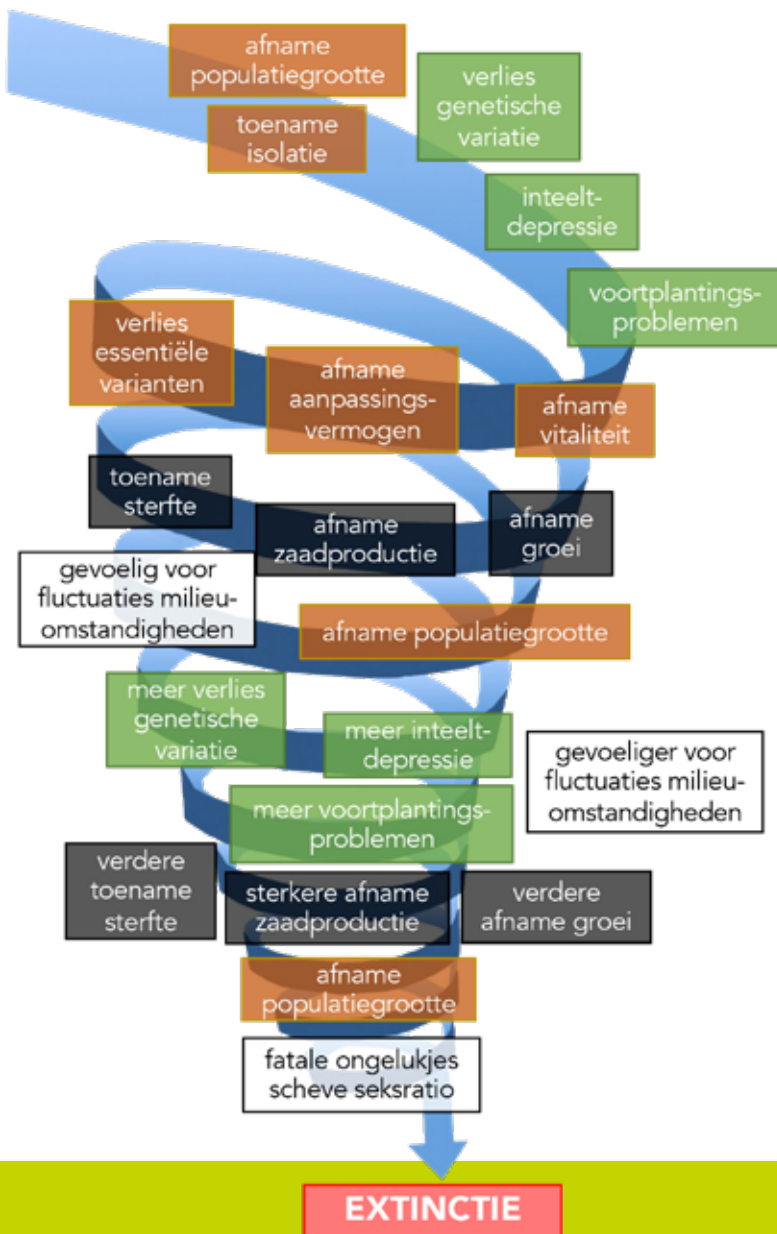 afname
populatiegrootte
toename
isolatie
verlies
genetische
variatie
inteelt-
depressie
voortplantings-
problemen
verlies
essentiële
varianten
afname
aanpassings-
vermogen
afname
vitaliteit
toename
sterfte
afname
zaadproductie
afname
groei
gevoelig voor
fluctuaties milieu-
omstandigheden
afname populatiegrootte
meer verlies
genetische
variatie
meer inteelt-
depressie
gevoeliger voor
fluctuaties milieu-
omstandigheden
meer voortplantings-
problemen
verdere
toename
sterfte
sterkere afname
zaadproductie
verdere
afname groei
afname
populatiegrootte
fatale ongelukjes
scheve seksratio
EXTINCTIE